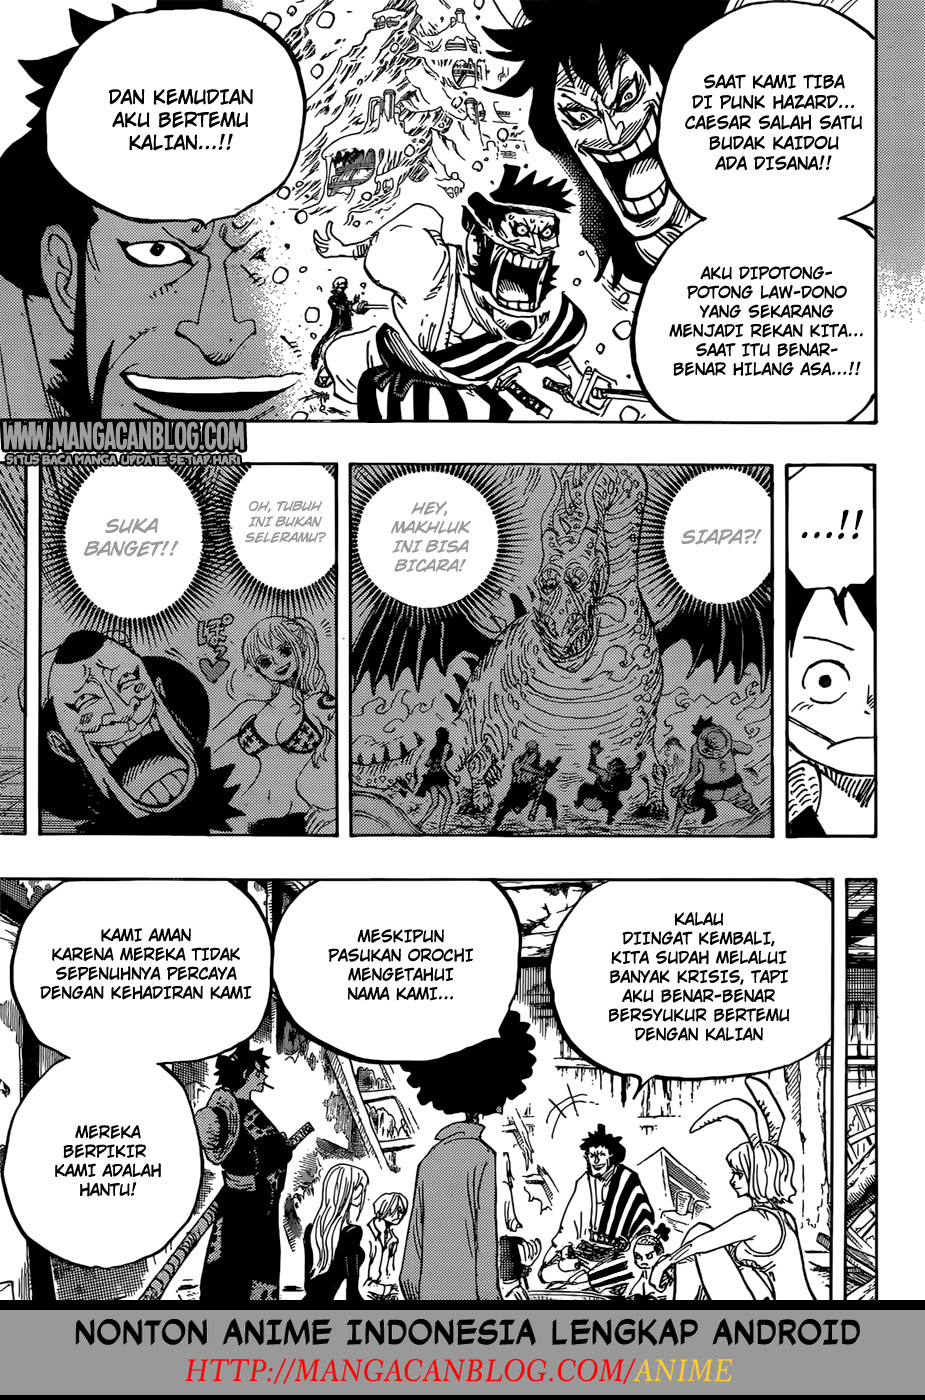 SAAT KAMI TIBA
DI PUNK HAZARD...
CAESAR SALAH SATU
BUDAK KAIDOU
ADA DISANA!!
AKU DIPOTONG-
POTONG LAW-DONO
YANG SEKARANG
MENJADI REKAN KITA...
SAAT ITU BENAR-
BENAR HILANG ASA...!!
DAN KEMUDIAN
AKU BERTEMU
KALIAN...!!
WWW.MANGACANBLOG.COM
SITUS BACA MANGA UPDATE SETIAP HARI
...!!
SIAPA?!
HEY,
MAKHLUK
INI BISA
BICARA!
OH, TUBUH
INI BUKAN
SELERAMU?
SUKA
BANGET!!
ぽっ
KALAU
DIINGAT KEMBALI,
KITA SUDAH MELALUI
BANYAK KRISIS, TAPI
AKU BENAR-BENAR
BERSYUKUR BERTEMU
DENGAN KALIAN
MESKIPUN
PASUKAN OROCHI
MENGETAHUI
NAMA KAMI...
KAMI AMAN
KARENA MEREKA TIDAK
SEPENUHNYA PERCAYA
DENGAN KEHADIRAN KAMI
MEREKA
BERPIKIR
KAMI ADALAH
HANTU!
NONTON ANIME INDONESIA LENGKAP ANDROID
HTTP://MANGACANBLOG.COM/ANIME